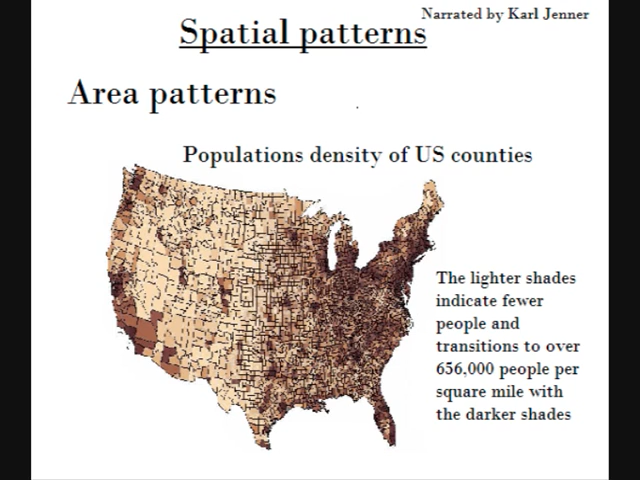 Narrated by Karl Jenner
Spatial patterns
Area patterns
Populations density of US counties
The lighter shades
indicate fewer
people and
transitions to over
656,000 people per
square mile with
the darker shades